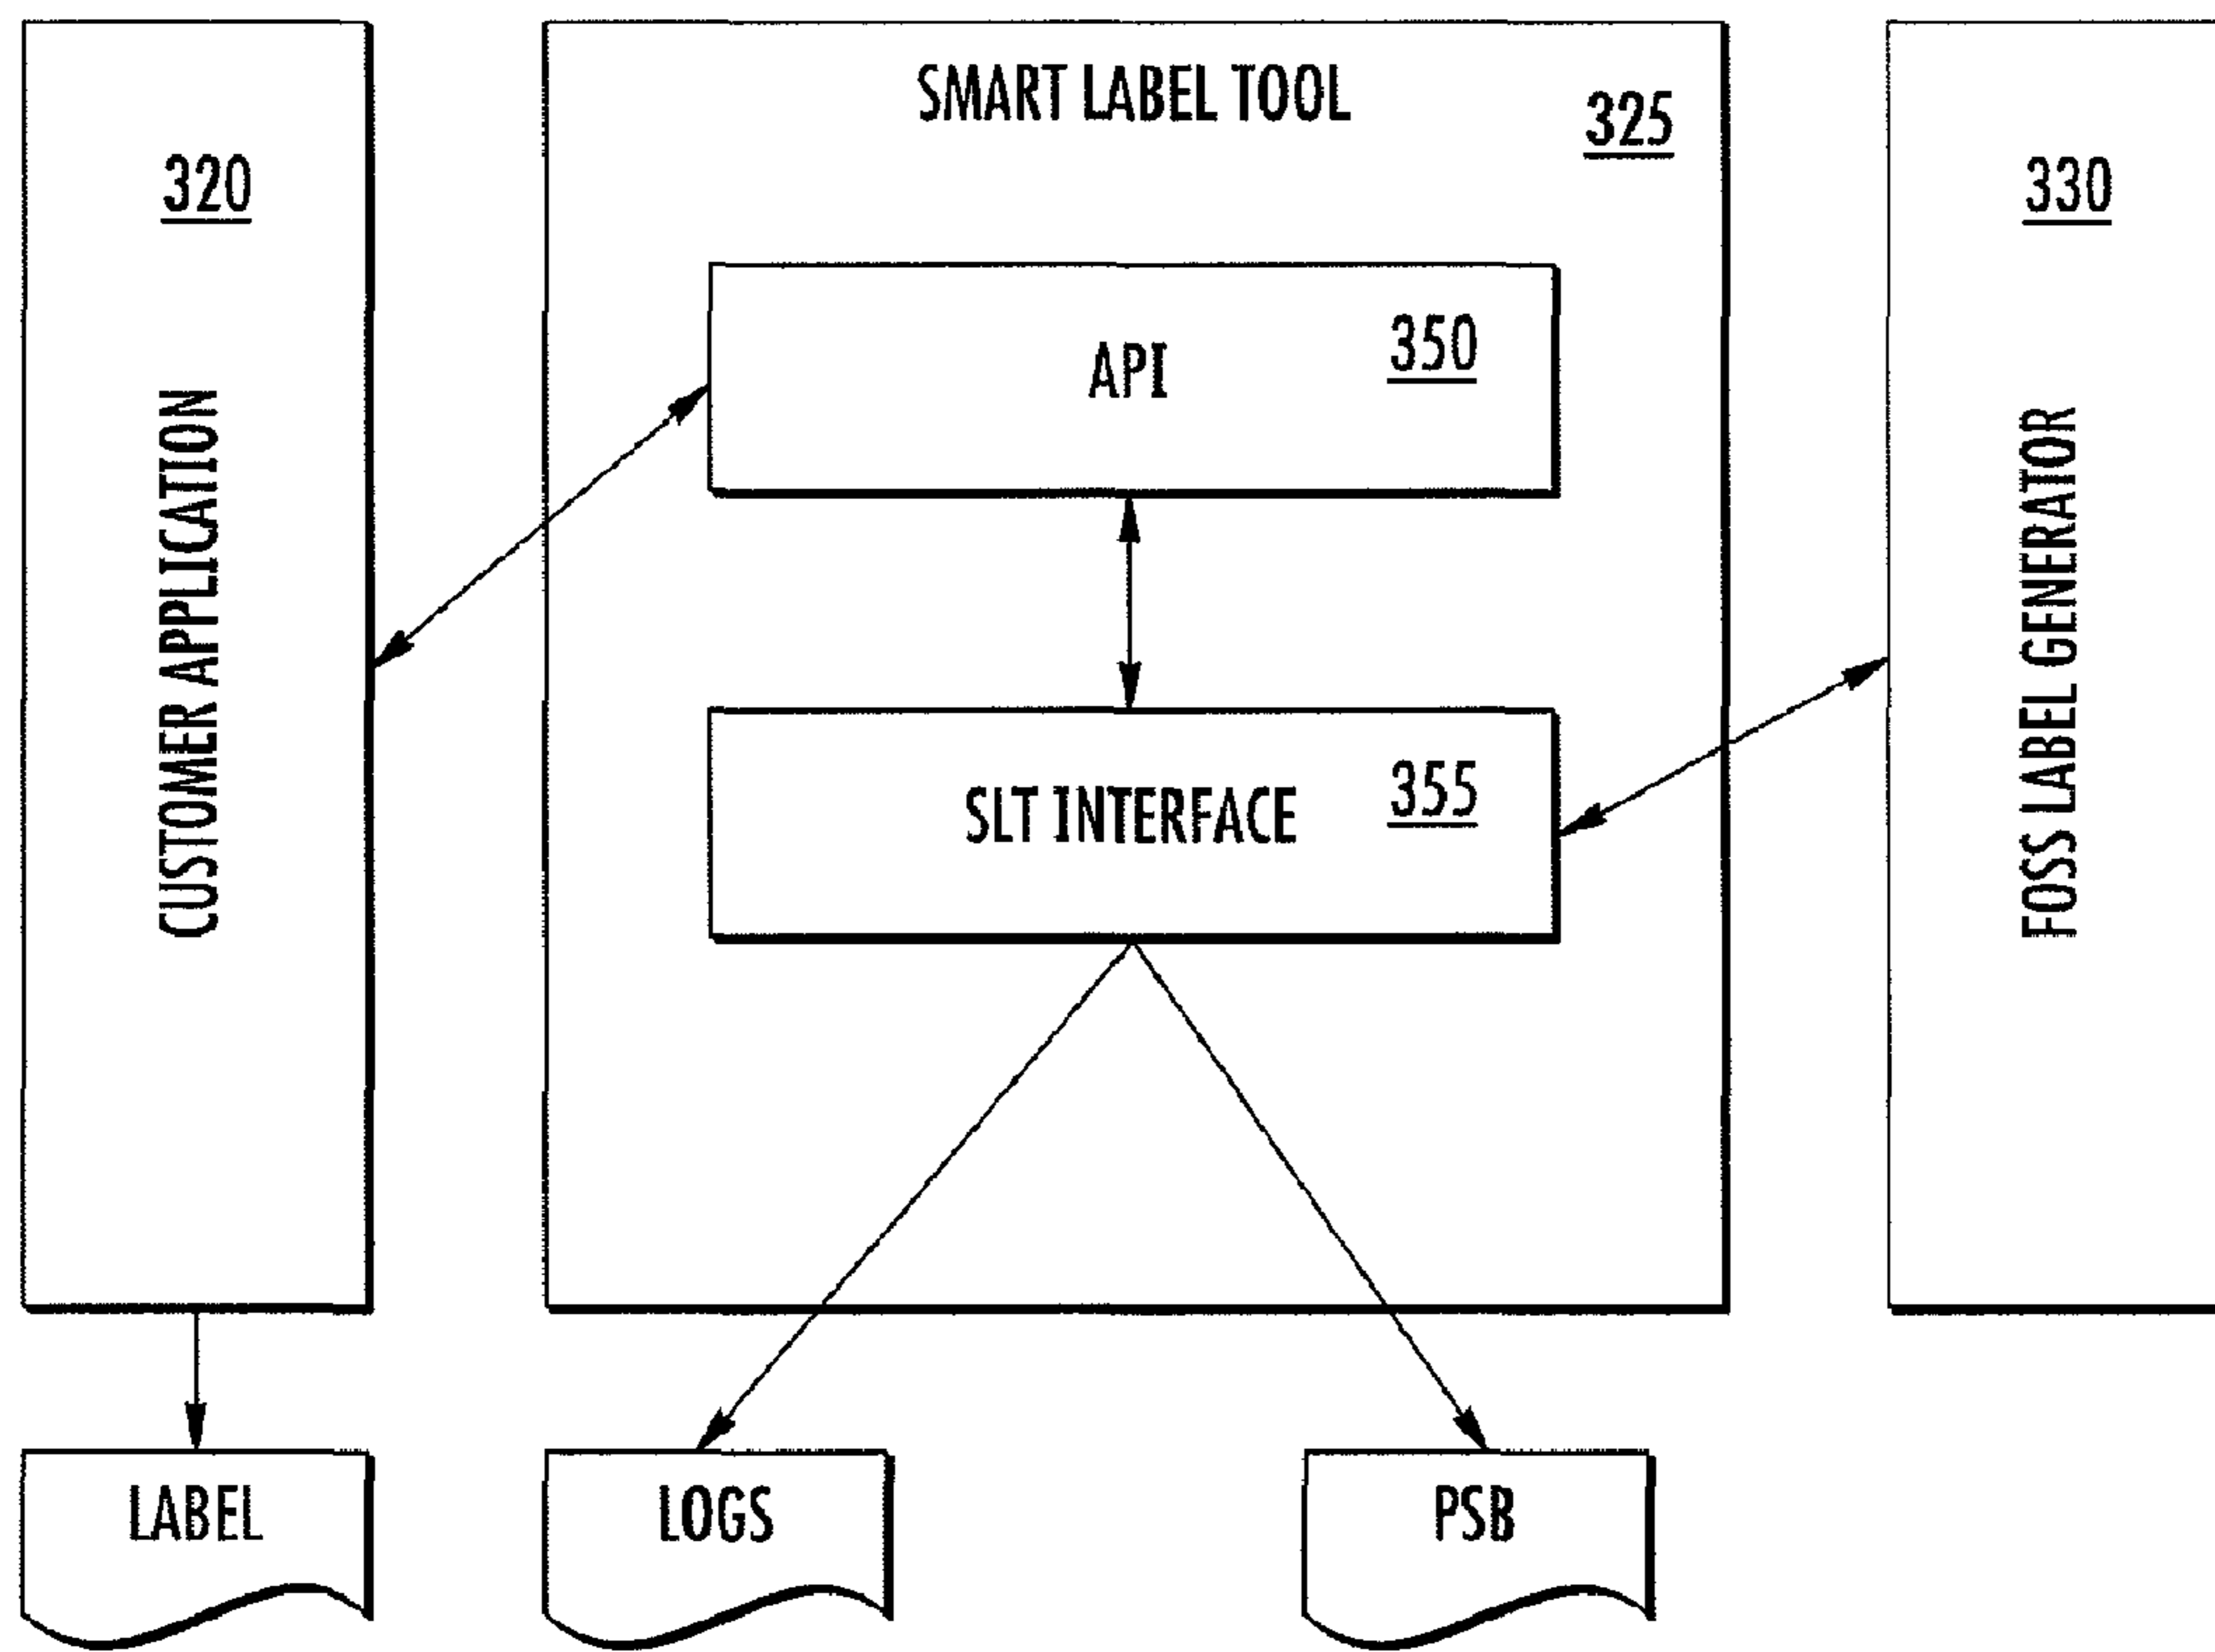 320
CUSTOMER APPLICATION
SMART LABEL TOOL
325
API
350
SLT INTERFACE
355
330
FOSS LABEL GENERATOR
LABEL
LOGS
PSB